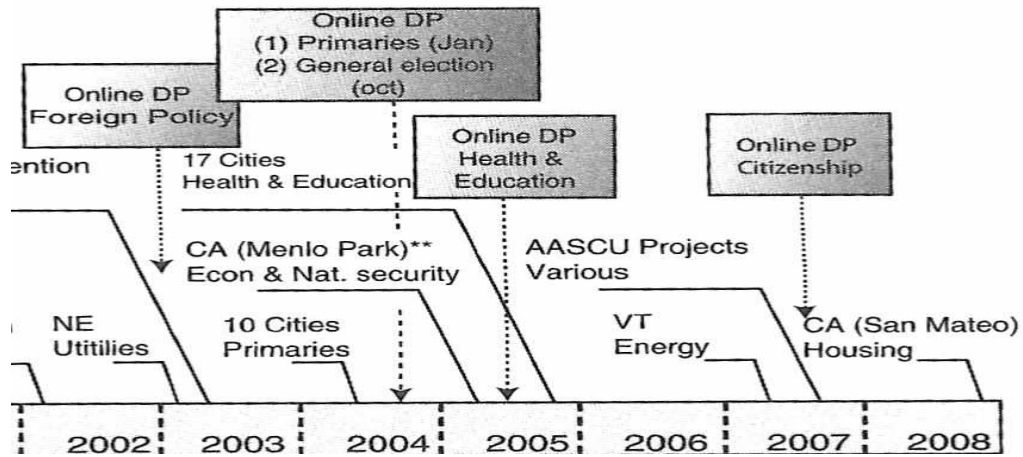 Online DP
(1) Primaries (Jan)
(2) General election
(oct)
Online DP
Foreign Policy
ention
17 Cities
Health & Education
Online DP
Health &
Education
Online DP
Citizenship
CA (Menlo Park)**
Econ & Nat. security
AASCU Projects
Various
NE
Utitilies
10 Cities
Primaries
VT
Energy
CA (San Mateo)
Housing
2002 2003 2004 2005 2006 2007 2008